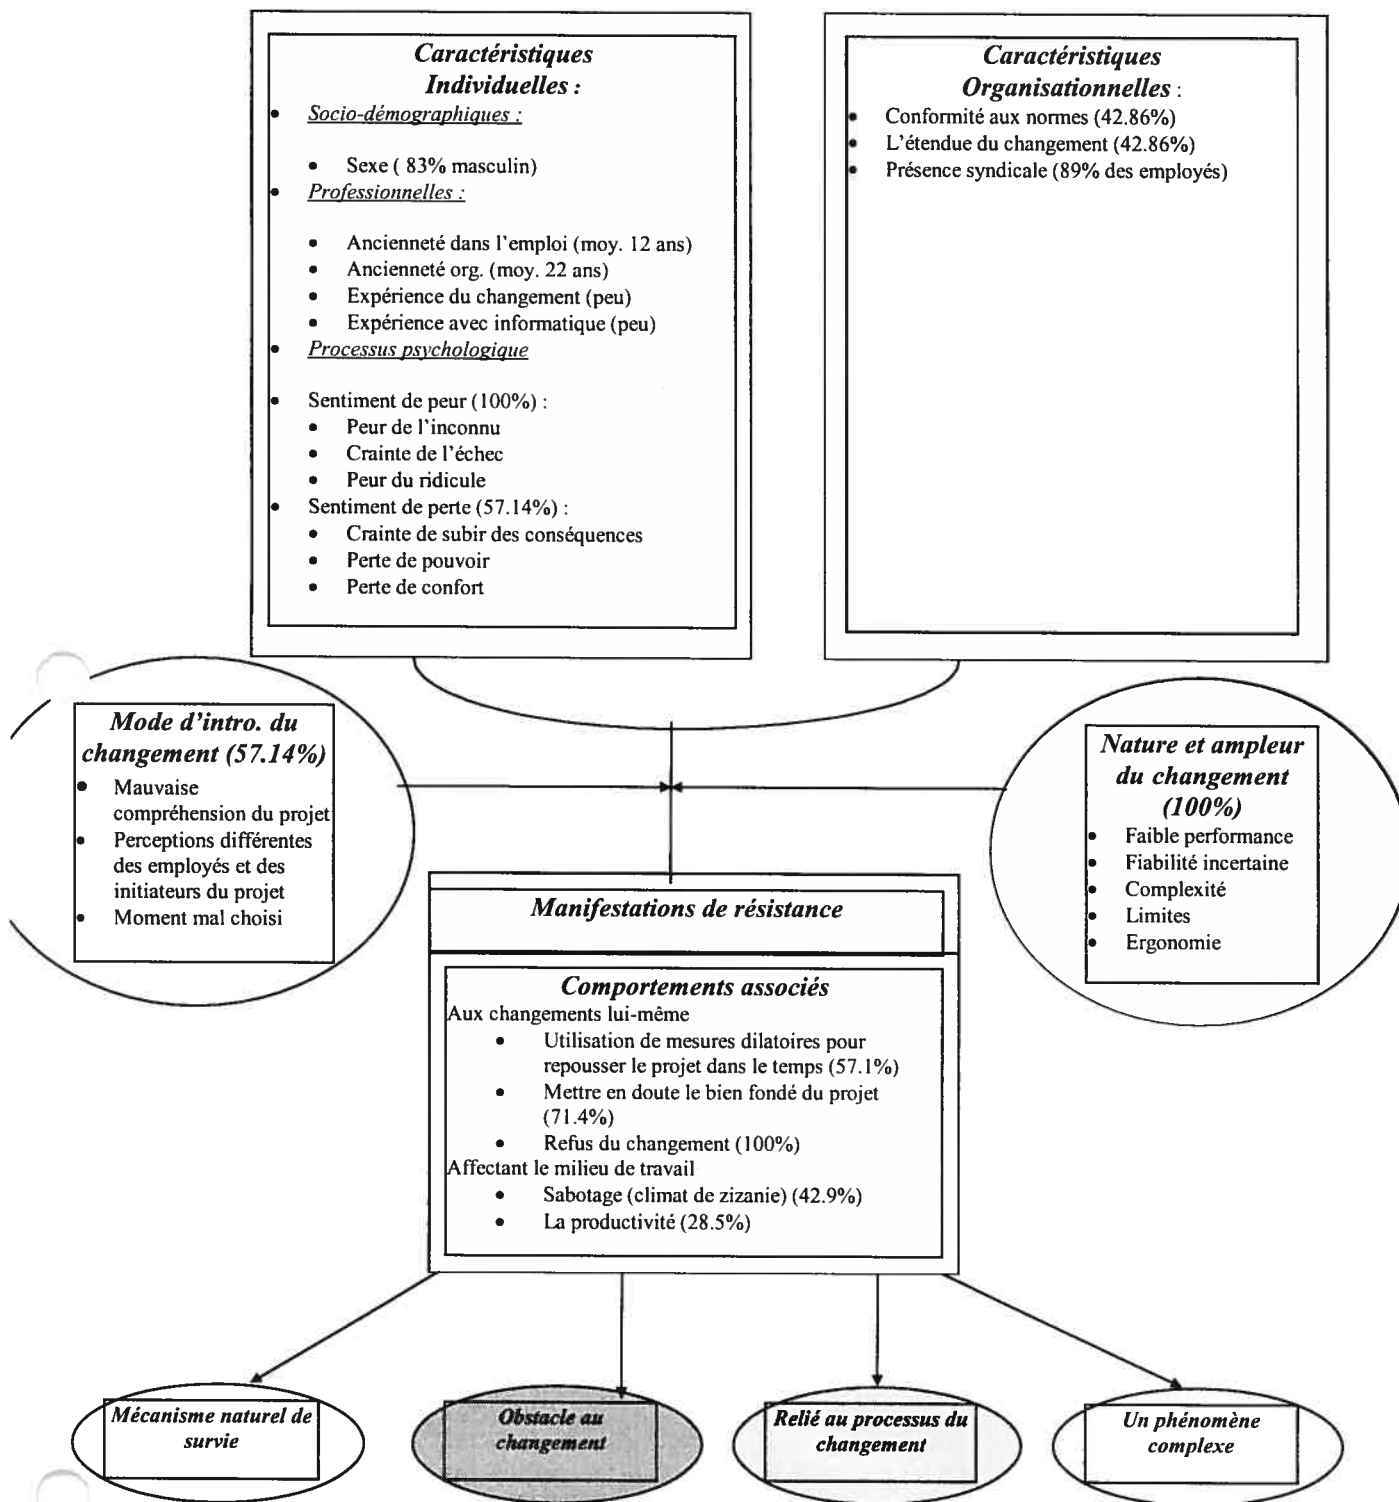 Caractéristiques
Individuelles :
• Socio-démographiques :
• Sexe ( 83% masculin)
• Professionnelles :
• Ancienneté dans l'emploi (moy. 12 ans)
• Ancienneté org. (moy. 22 ans)
• Expérience du changement (peu)
• Expérience avec informatique (peu)
• Processus psychologique
• Sentiment de peur (100%) :
• Peur de l'inconnu
• Crainte de l'échec
• Peur du ridicule
• Sentiment de perte (57.14%) :
• Crainte de subir des conséquences
• Perte de pouvoir
• Perte de confort
Caractéristiques
Organisationnelles :
• Conformité aux normes (42.86%)
• L'étendue du changement (42.86%)
• Présence syndicale (89% des employés)
Mode d'intro. du
changement (57.14%)
• Mauvaise
compréhension du projet
• Perceptions différentes
des employés et des
initiateurs du projet
• Moment mal choisi
Nature et ampleur
du changement
(100%)
• Faible performance
• Fiabilité incertaine
• Complexité
• Limites
• Ergonomie
Manifestations de résistance
Comportements associés
Aux changements lui-même
• Utilisation de mesures dilatoires pour
repousser le projet dans le temps (57.1%)
• Mettre en doute le bien fondé du projet
(71.4%)
• Refus du changement (100%)
Affectant le milieu de travail
• Sabotage (climat de zizanie) (42.9%)
• La productivité (28.5%)
Mécanisme naturel de
survie
Obstacle au
changement
Relié au processus du
changement
Un phénomène
complexe